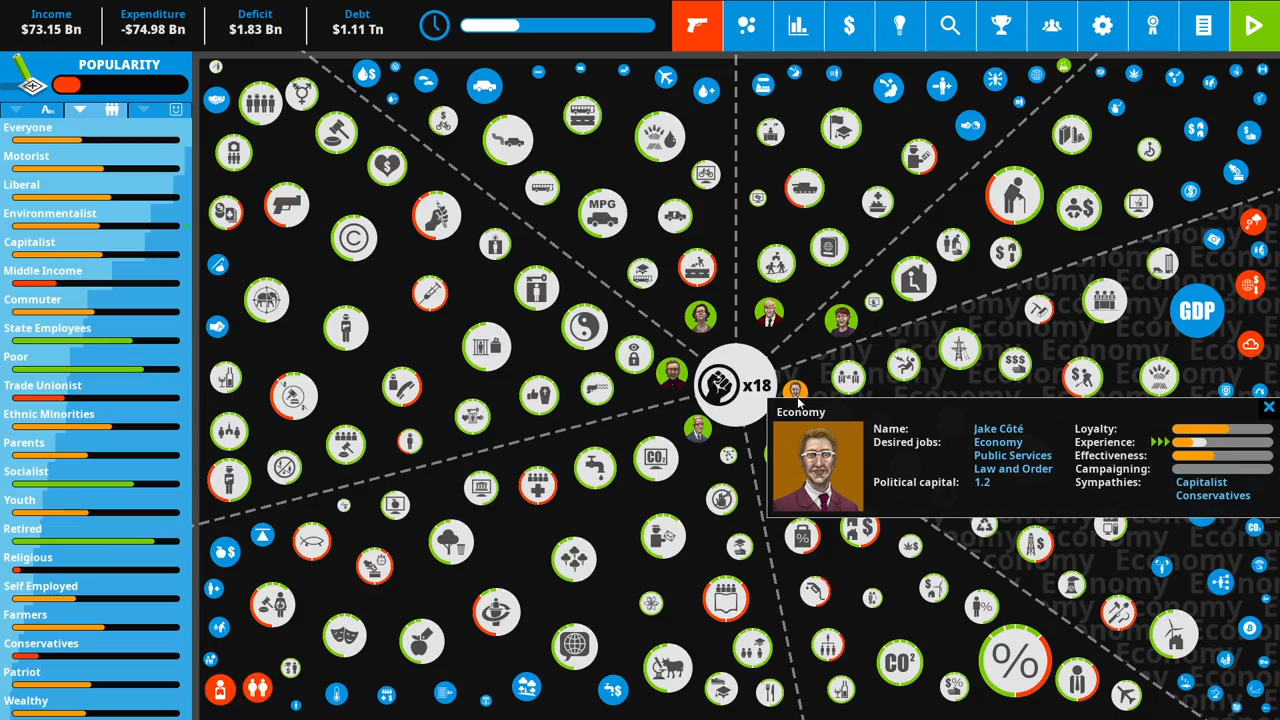 Income
$73.15 Bn
Expenditure
-$74.98 Bn
Deficit
$1.83 Bn
Debt
$1.11 Tn
POPULARITY
Everyone
Motorist
Liberal
Environmentalist
Capitalist
Middle Income
Commuter
State Employees
Poor
Trade Unionist
Ethnic Minorities
Parents
Socialist
Youth
Retired
Religious
Self Employed
Farmers
Conservatives
Patriot
Wealthy
MPG
GDP
$$$
x18
Economy
Name:
Jake Côté
Desired jobs:
Economy
Public Services
Law and Order
Political capital:
1.2
Loyalty:
Experience:
Effectiveness:
Campaigning:
Sympathies:
Capitalist
Conservatives
CO2
CO²
%
Economy